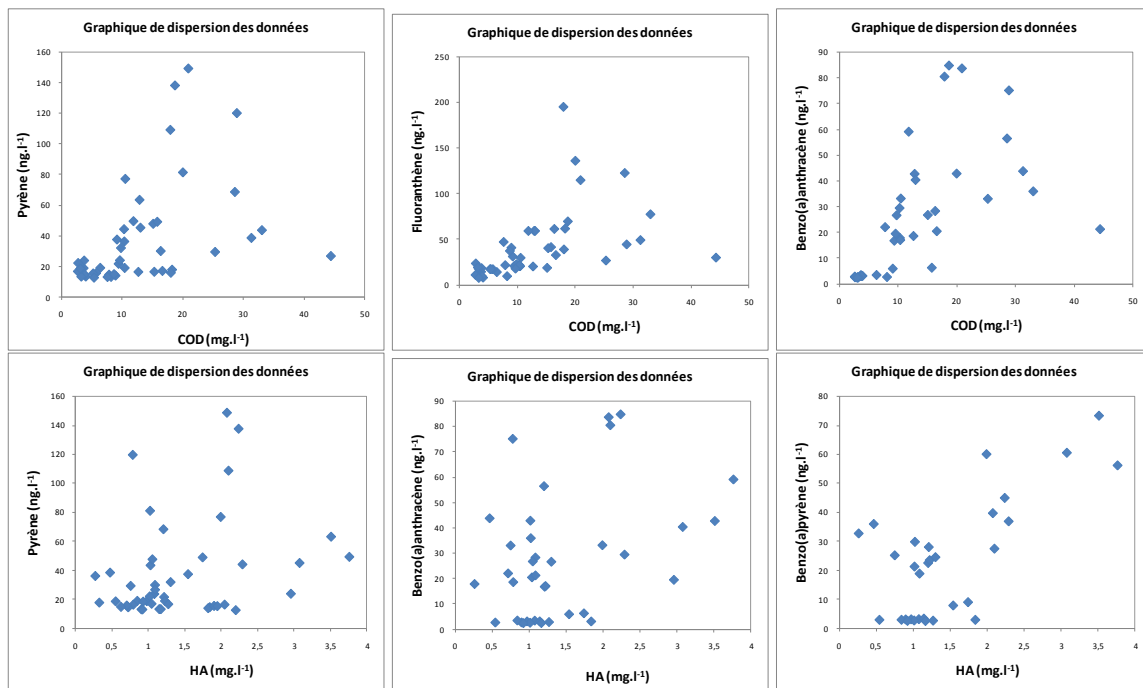 Graphique de dispersion des données
160
140
120
100
80
60
40
20
0
Pyrène (ng.l-1)
0 10 20 30 40 50
COD (mg.l-1)
Graphique de dispersion des données
250
200
150
100
50
0
Fluoranthène (ng.l-1)
0 10 20 30 40 50
COD (mg.l-1)
Graphique de dispersion des données
90
80
70
60
50
40
30
20
10
0
Benzo(a)anthracène (ng.l-1)
0 10 20 30 40 50
COD (mg.l-1)
Graphique de dispersion des données
160
140
120
100
80
60
40
20
0
Pyrène (ng.l-1)
0 0,5 1 1,5 2 2,5 3 3,5 4
HA (mg.l-1)
Graphique de dispersion des données
90
80
70
60
50
40
30
20
10
0
Benzo(a)anthracène (ng.l-1)
0 0,5 1 1,5 2 2,5 3 3,5 4
HA (mg.l-1)
Graphique de dispersion des données
80
70
60
50
40
30
20
10
0
Benzo(a)pyrène (ng.l-1)
0 0,5 1 1,5 2 2,5 3 3,5 4
HA (mg.l-1)